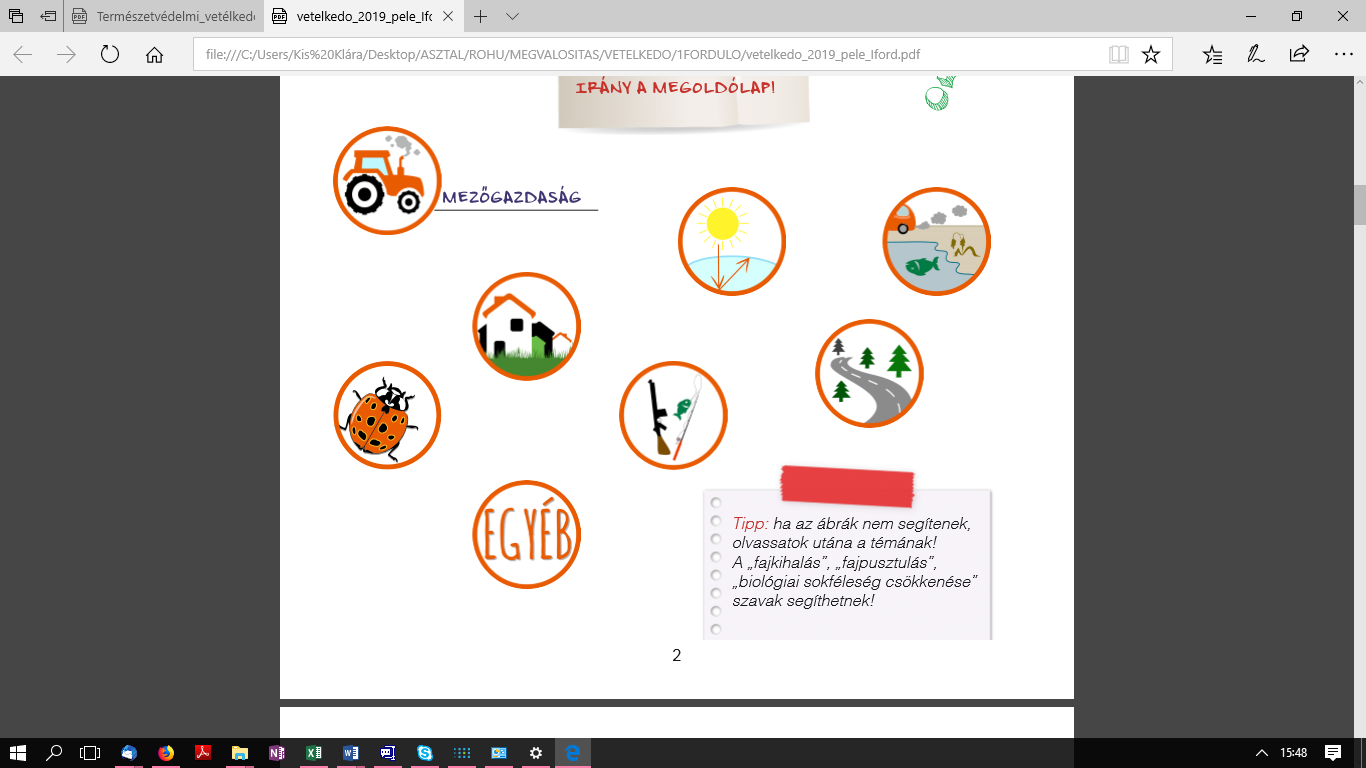 Természetvédelmi_vetélked
vetelkedo_2019_pele_Ifo
file:///C:/Users/Kis%20Klára/Desktop/ASZTAL/ROHU/MEGVALOSITAS/VETELKEDO/1FORDULO/vetelkedo_2019_pele_Iford.pdf
IRÁNY A MEGOLDÓLAP!
MEZŐGAZDASÁG
EGYÉB
Tipp: ha az ábrák nem segítenek,
olvassatok utána a témának!
A „fajkihalás”, „fajpusztulás”,
„biológiai sokféleség csökkenése”
szavak segíthetnek!
2
15:48